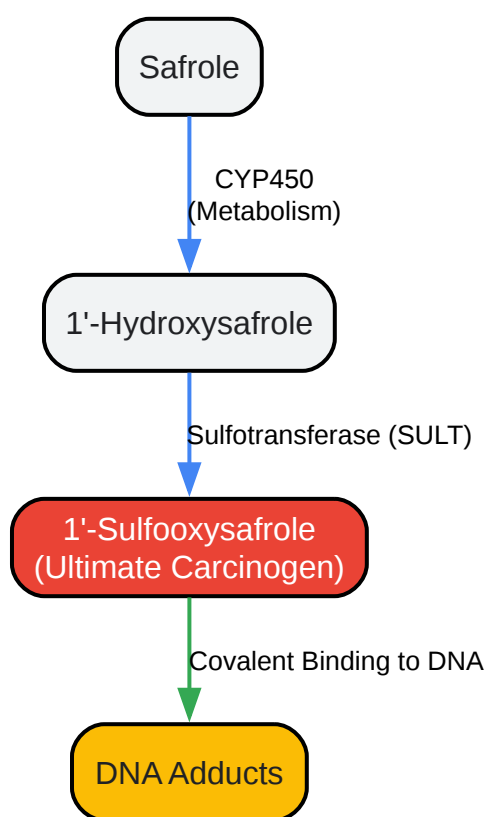 Safrole
CYP450
(Metabolism)
1'-Hydroxysafrole
Sulfotransferase (SULT)
1'-Sulfooxysafrole
(Ultimate Carcinogen)
Covalent Binding to DNA
DNA Adducts